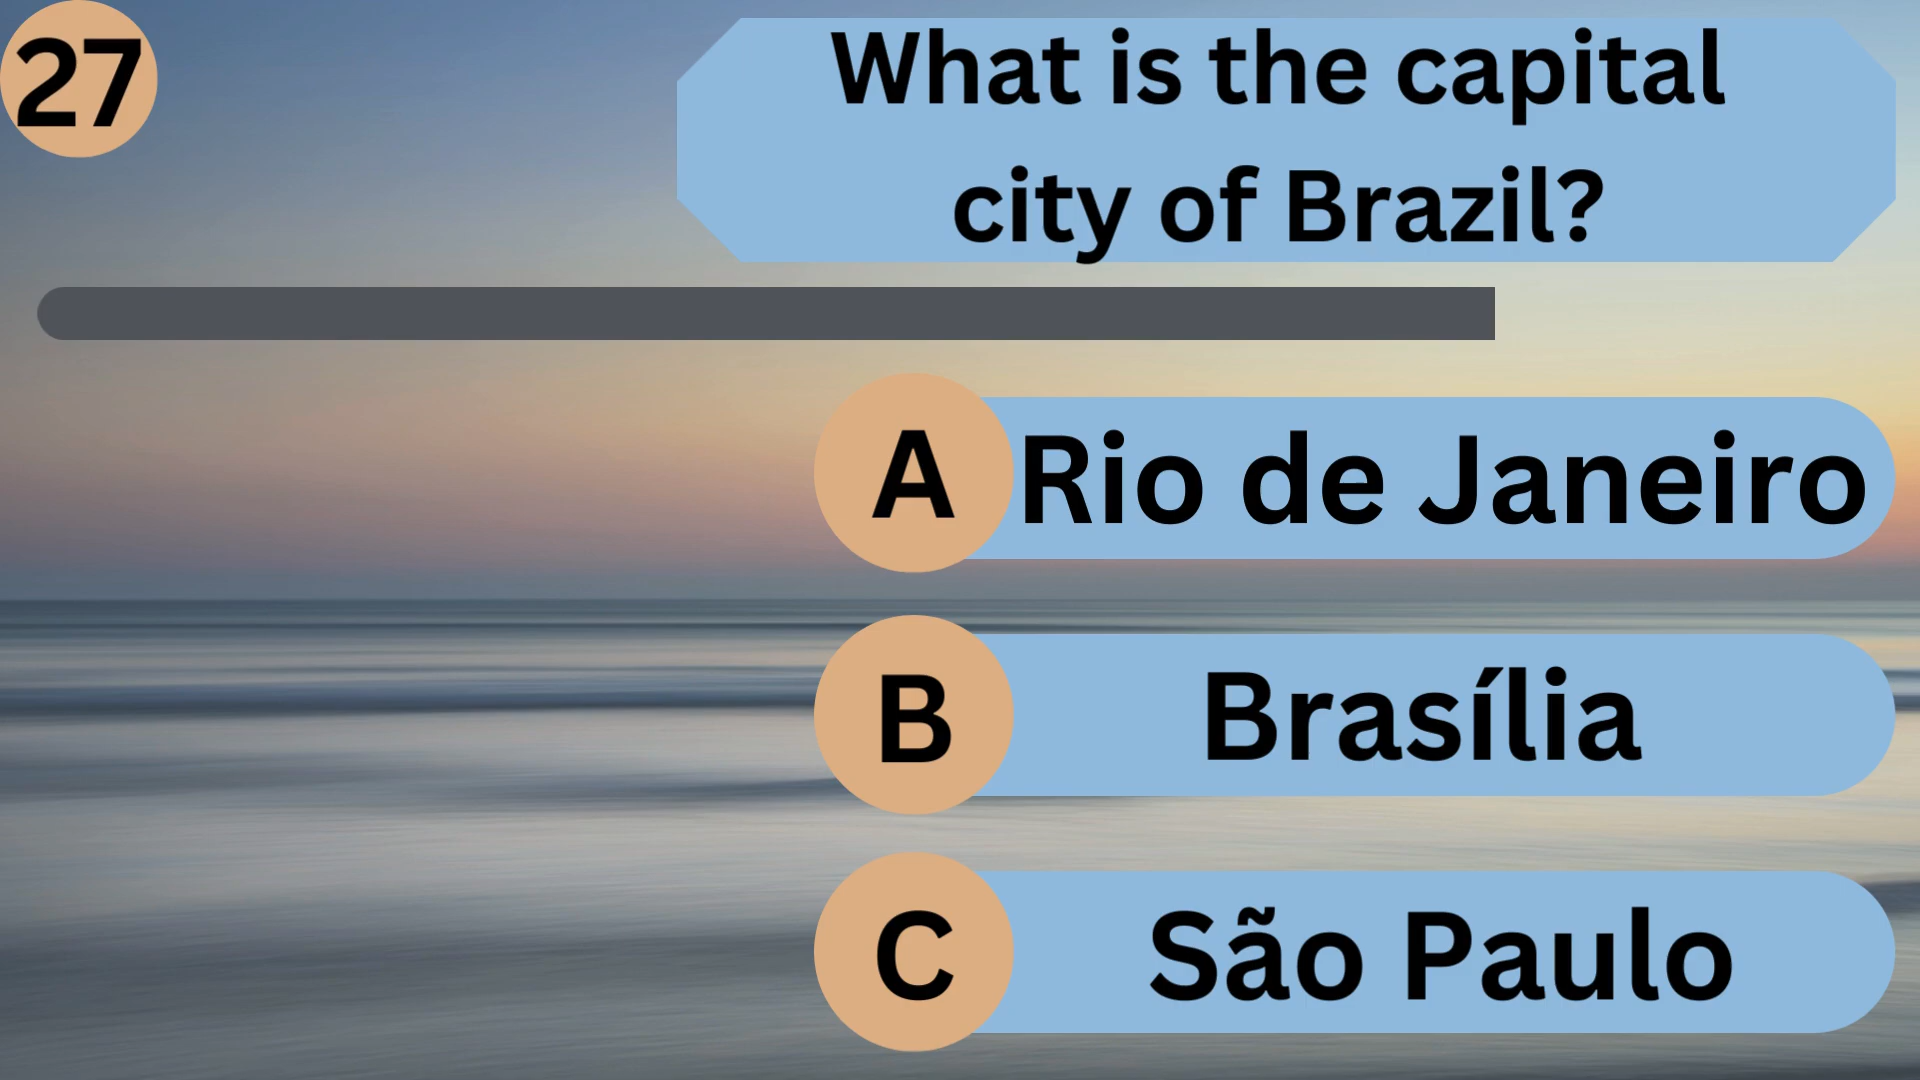 27
What is the capital
city of Brazil?
A Rio de Janeiro
B Brasília
C São Paulo